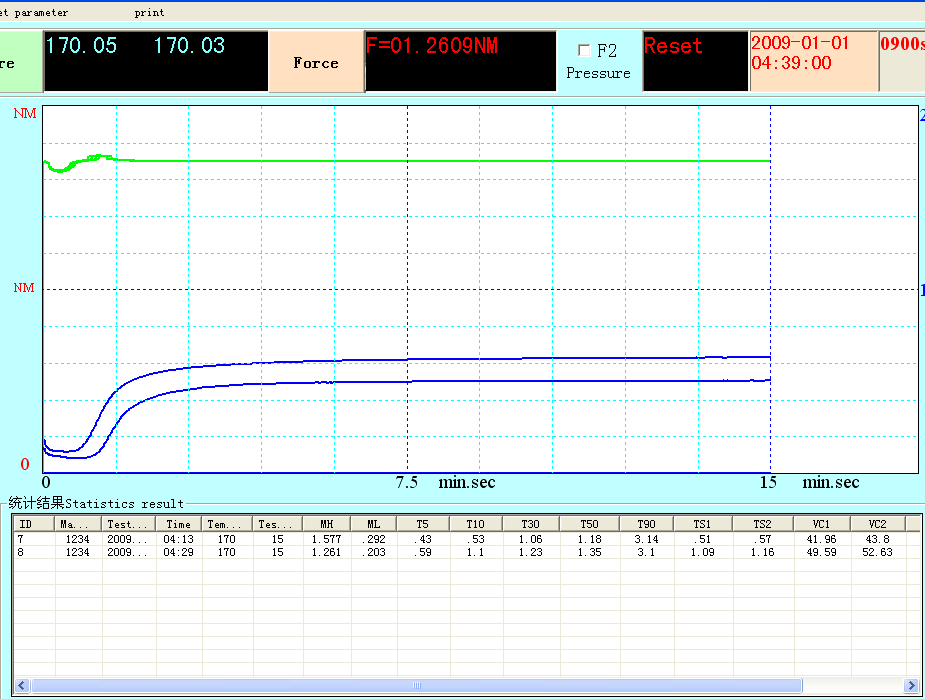 et parameter print
re 170.05 170.03 Force F=01.2609NM F2 Pressure Reset 2009-01-01 04:39:00 0900s
NM
2
NM
1
0
0 7.5 min.sec 15 min.sec
统计结果Statistics result
ID Ma... Test... Time Tem... Tes... MH ML T5 T10 T30 T50 T90 TS1 TS2 VC1 VC2
7 1234 2009... 04:13 170 15 1.577 .292 .43 .53 1.06 1.18 3.14 .51 .57 41.96 43.8
8 1234 2009... 04:29 170 15 1.261 .203 .59 1.1 1.23 1.35 3.1 1.09 1.16 49.59 52.63